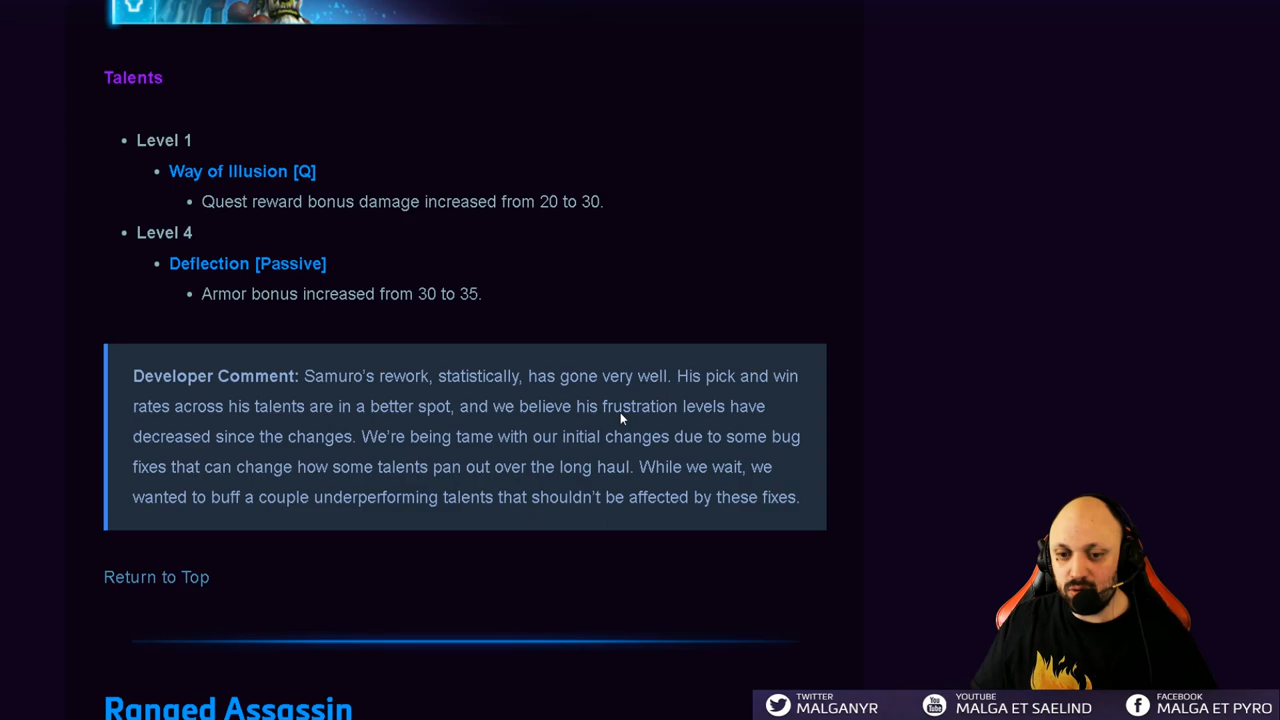 Talents
Level 1
Way of Illusion [Q]
Quest reward bonus damage increased from 20 to 30.
Level 4
Deflection [Passive]
Armor bonus increased from 30 to 35.
Developer Comment: Samuro’s rework, statistically, has gone very well. His pick and win
rates across his talents are in a better spot, and we believe his frustration levels have
decreased since the changes. We’re being tame with our initial changes due to some bug
fixes that can change how some talents pan out over the long haul. While we wait, we
wanted to buff a couple underperforming talents that shouldn’t be affected by these fixes.
Return to Top
Ranged Assassin
TWITTER
MALGANYR
YOUTUBE
MALGA ET SAELIND
FACEBOOK
MALGA ET PYRO